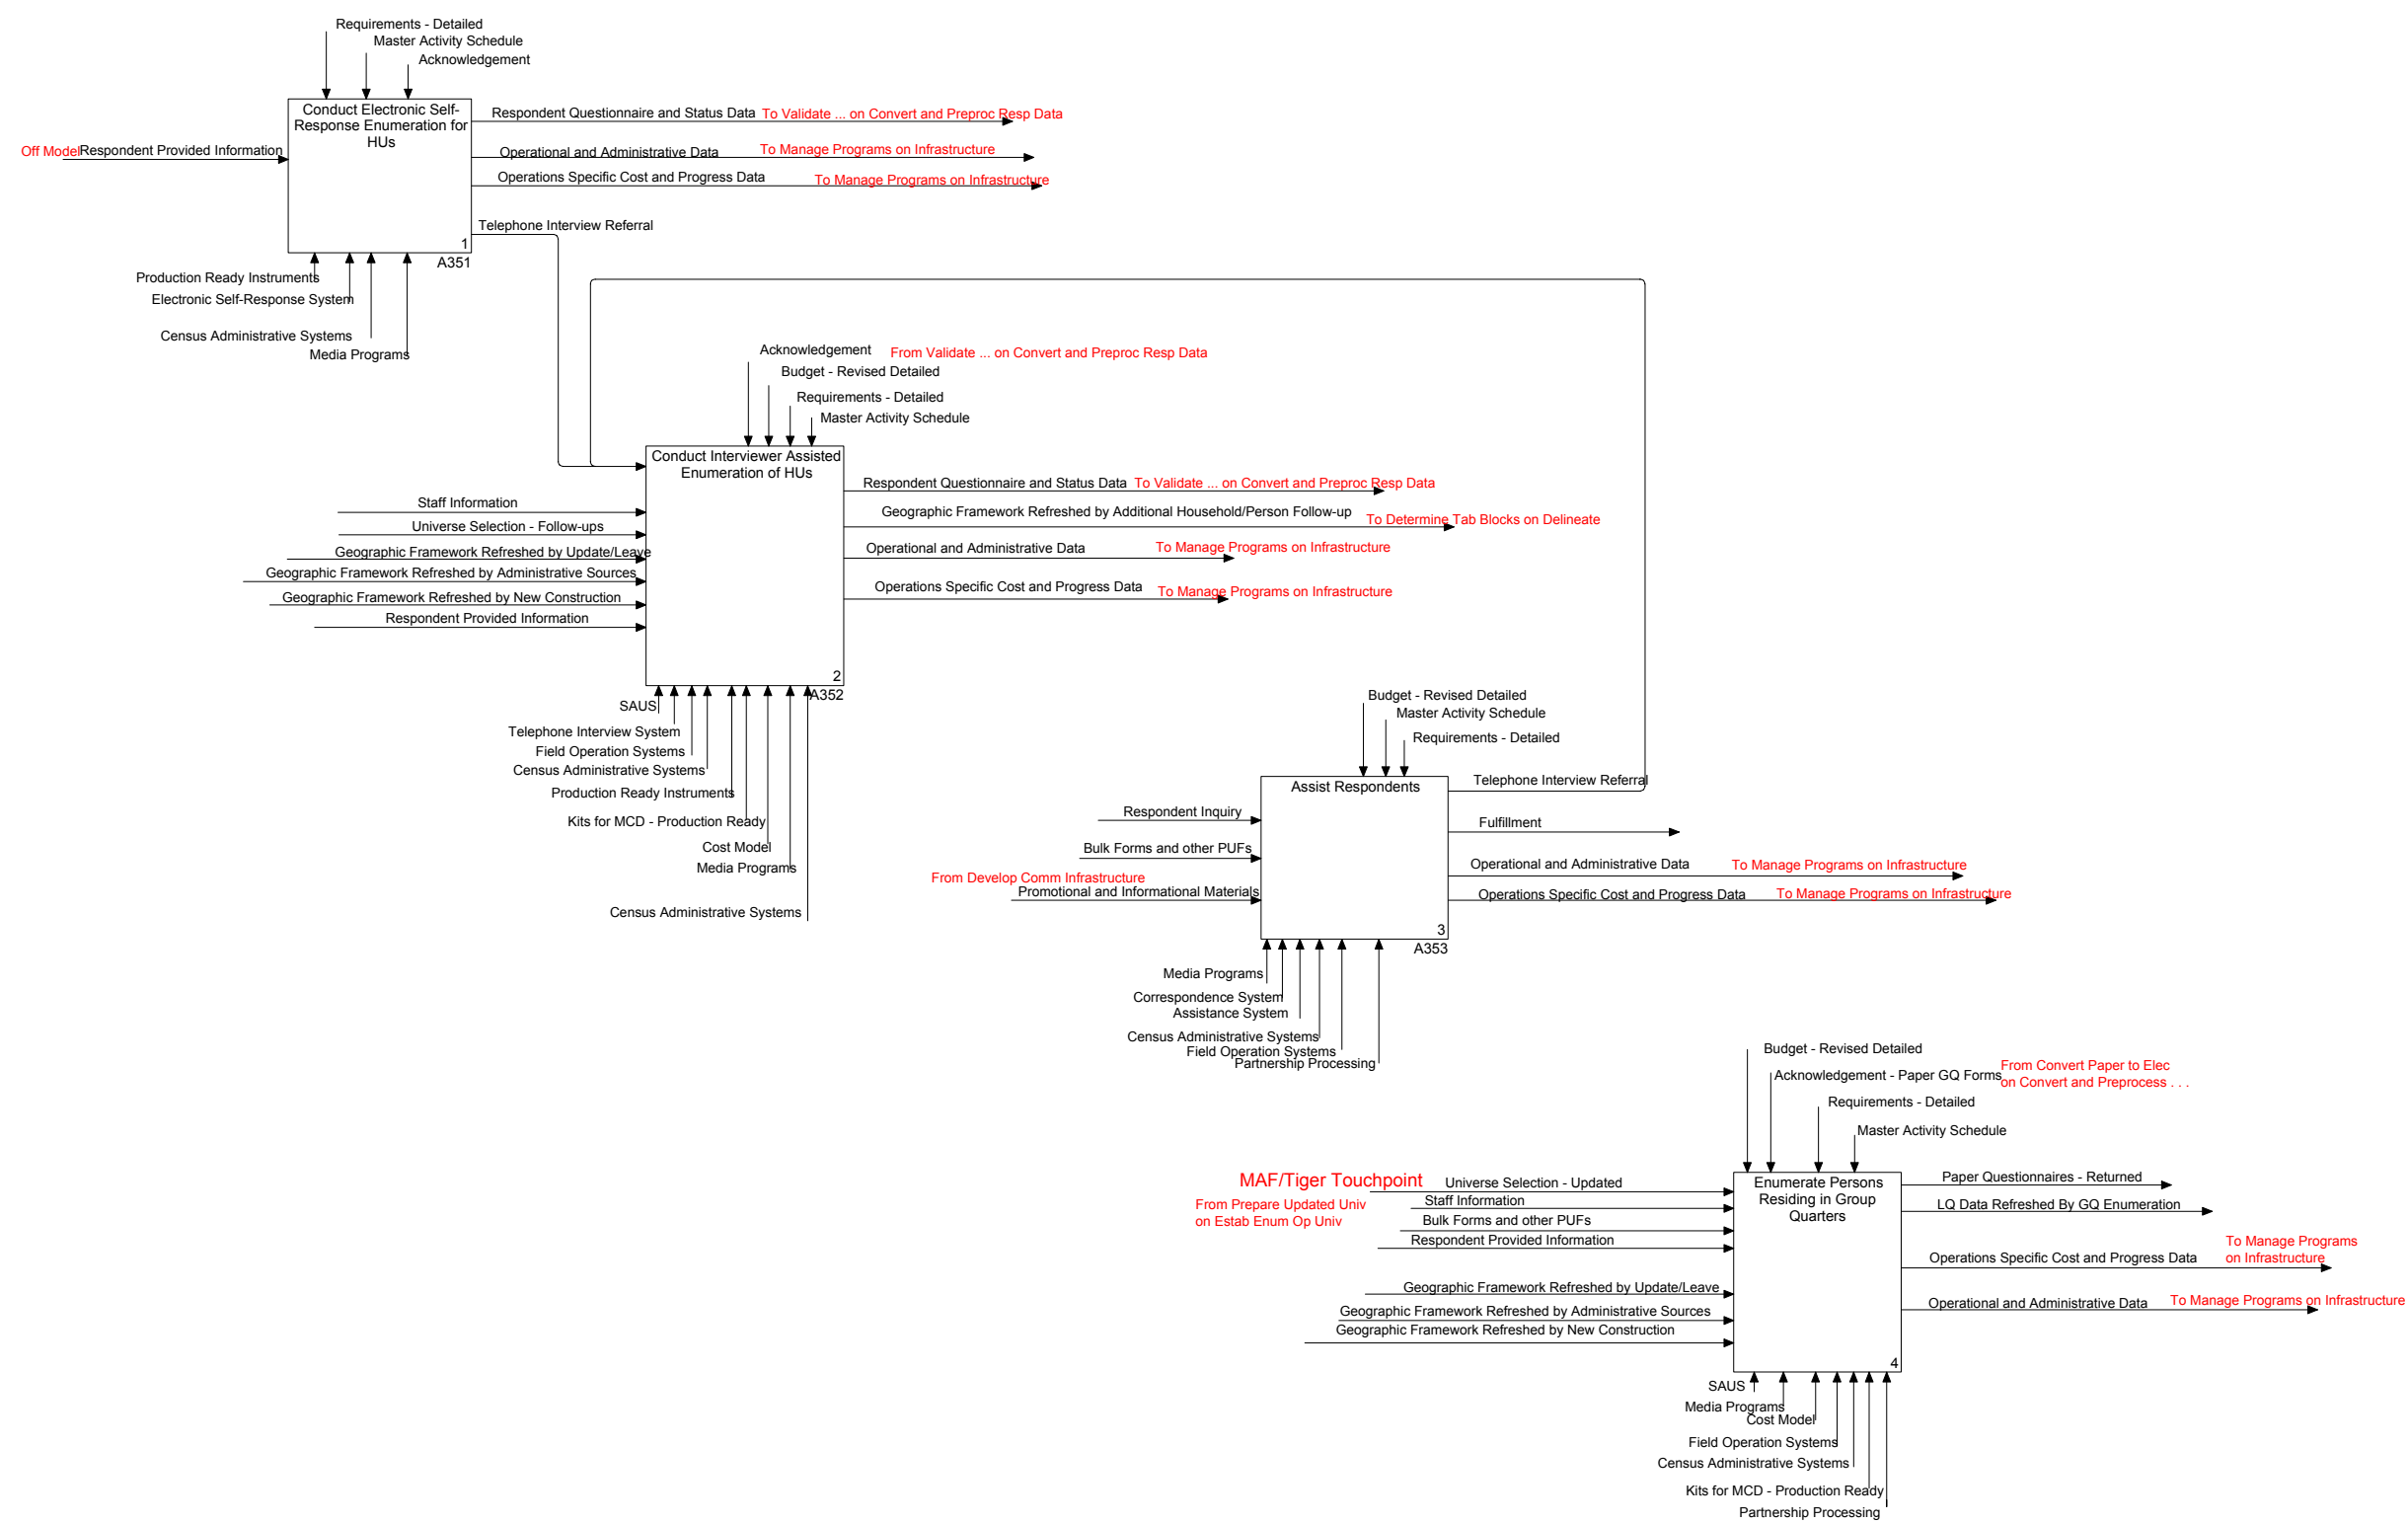 Requirements - Detailed
Master Activity Schedule
Acknowledgement
Conduct Electronic Self-
Response Enumeration for
HUs
1
A351
Off Model
Respondent Provided Information
Respondent Questionnaire and Status Data
To Validate ... on Convert and Preproc Resp Data
Operational and Administrative Data
To Manage Programs on Infrastructure
Operations Specific Cost and Progress Data
To Manage Programs on Infrastructure
Telephone Interview Referral
Production Ready Instruments
Electronic Self-Response System
Census Administrative Systems
Media Programs
Acknowledgement
From Validate ... on Convert and Preproc Resp Data
Budget - Revised Detailed
Requirements - Detailed
Master Activity Schedule
Conduct Interviewer Assisted
Enumeration of HUs
2
A352
Staff Information
Universe Selection - Follow-ups
Geographic Framework Refreshed by Update/Leave
Geographic Framework Refreshed by Administrative Sources
Geographic Framework Refreshed by New Construction
Respondent Provided Information
Respondent Questionnaire and Status Data
To Validate ... on Convert and Preproc Resp Data
Geographic Framework Refreshed by Additional Household/Person Follow-up
To Determine Tab Blocks on Delineate
Operational and Administrative Data
To Manage Programs on Infrastructure
Operations Specific Cost and Progress Data
To Manage Programs on Infrastructure
SAUS
Telephone Interview System
Field Operation Systems
Census Administrative Systems
Production Ready Instruments
Kits for MCD - Production Ready
Cost Model
Media Programs
Census Administrative Systems
Budget - Revised Detailed
Master Activity Schedule
Requirements - Detailed
Assist Respondents
3
A353
Respondent Inquiry
Bulk Forms and other PUFs
From Develop Comm Infrastructure
Promotional and Informational Materials
Telephone Interview Referral
Fulfillment
Operational and Administrative Data
To Manage Programs on Infrastructure
Operations Specific Cost and Progress Data
To Manage Programs on Infrastructure
Media Programs
Correspondence System
Assistance System
Census Administrative Systems
Field Operation Systems
Partnership Processing
Budget - Revised Detailed
Acknowledgement - Paper GQ Forms
From Convert Paper to Elec
on Convert and Preprocess . . .
Requirements - Detailed
Master Activity Schedule
Enumerate Persons
Residing in Group
Quarters
4
MAF/Tiger Touchpoint
From Prepare Updated Univ
on Estab Enum Op Univ
Universe Selection - Updated
Staff Information
Bulk Forms and other PUFs
Respondent Provided Information
Geographic Framework Refreshed by Update/Leave
Geographic Framework Refreshed by Administrative Sources
Geographic Framework Refreshed by New Construction
Paper Questionnaires - Returned
LQ Data Refreshed By GQ Enumeration
Operations Specific Cost and Progress Data
To Manage Programs
on Infrastructure
Operational and Administrative Data
To Manage Programs on Infrastructure
SAUS
Media Programs
Cost Model
Field Operation Systems
Census Administrative Systems
Kits for MCD - Production Ready
Partnership Processing